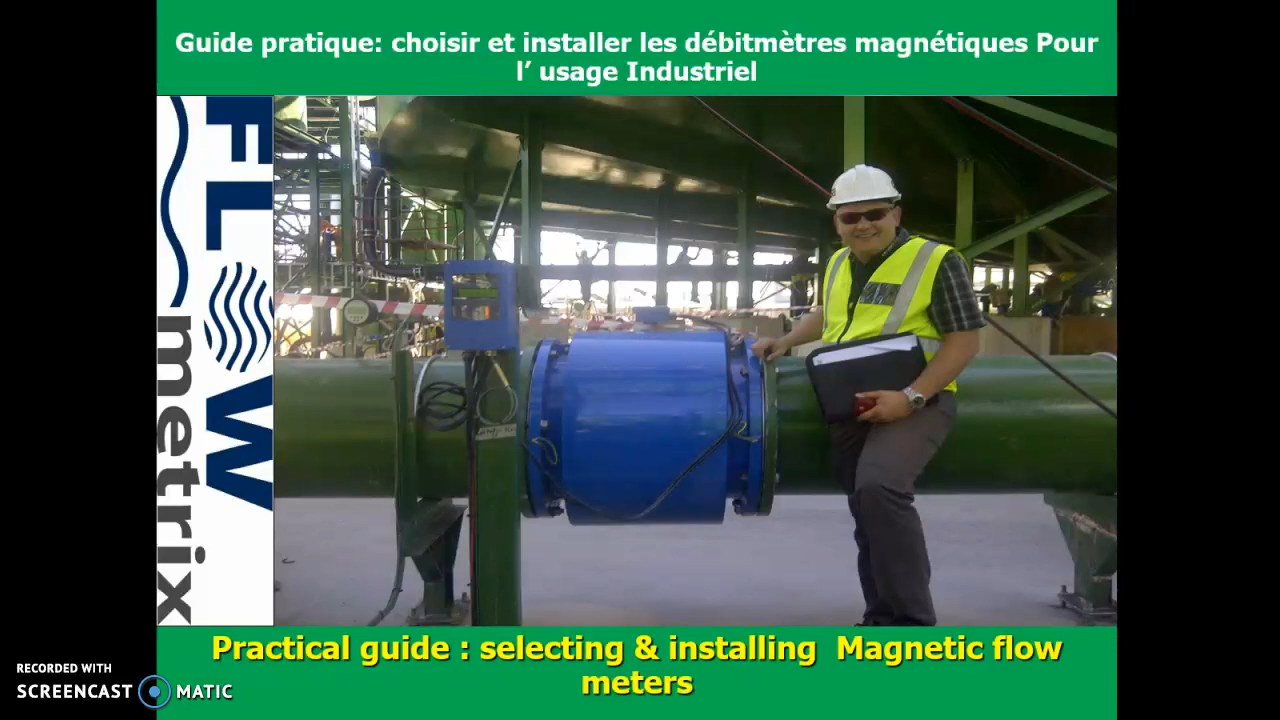 Guide pratique: choisir et installer les débitmètres magnétiques Pour
l’ usage Industriel
FLOW
metrix
Practical guide : selecting & installing Magnetic flow
meters
RECORDED WITH
SCREENCAST MATIC